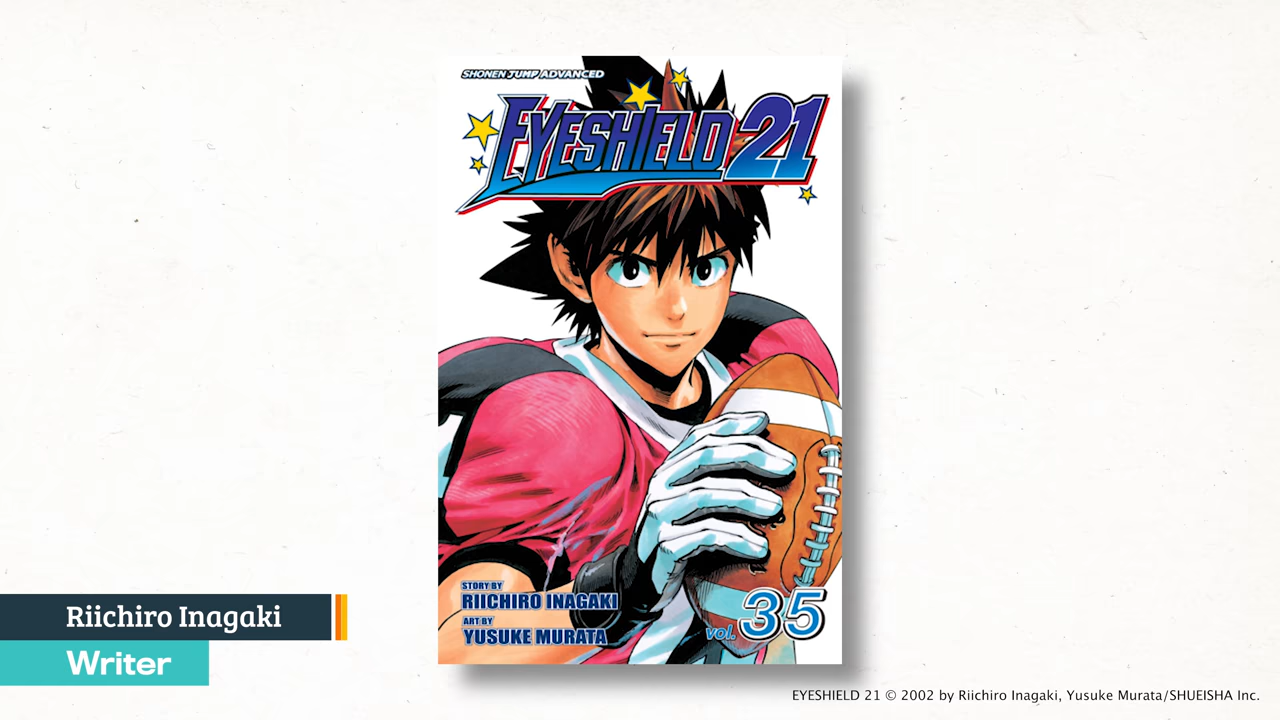 SHONEN JUMP ADVANCED
EYESHIELD 21
STORY BY
RIICHIRO INAGAKI
ART BY
YUSUKE MURATA
vol. 35
Riichiro Inagaki
Writer
EYESHIELD 21 © 2002 by Riichiro Inagaki, Yusuke Murata/SHUEISHA Inc.